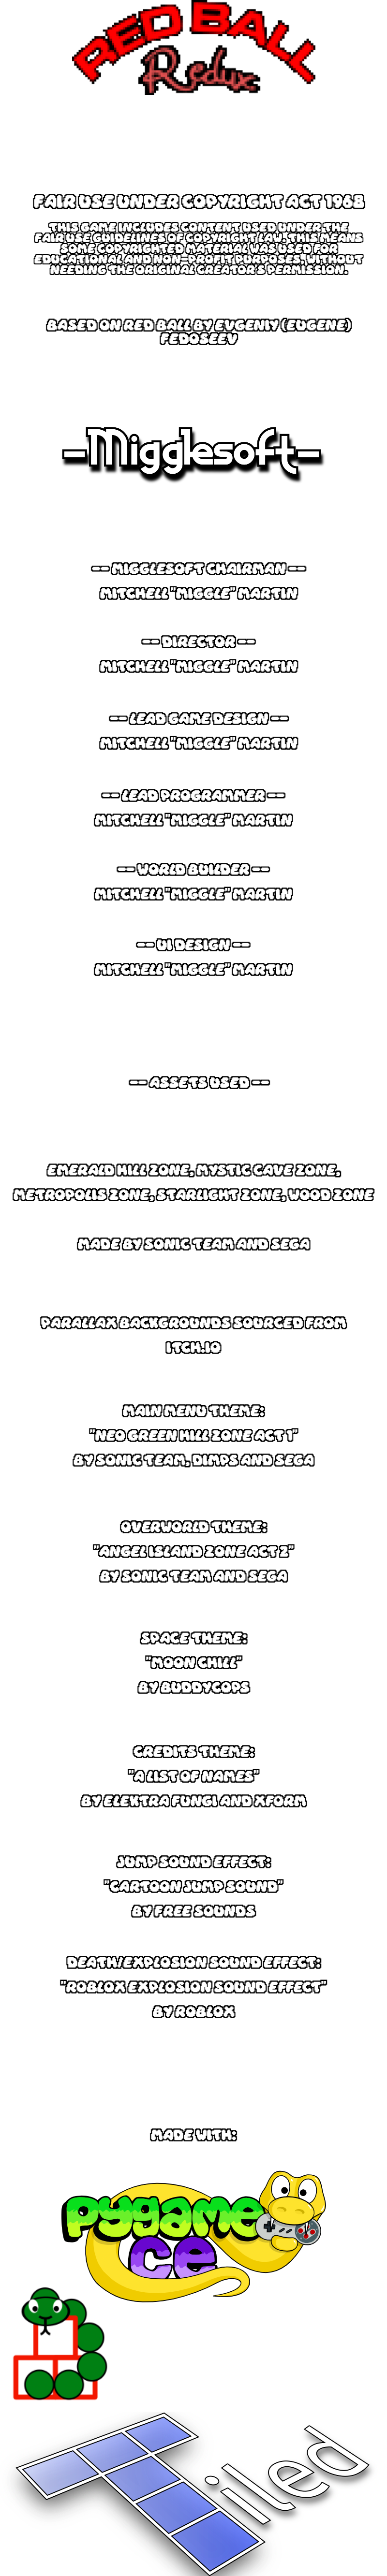 RED BALL
Redux
FAIR USE UNDER COPYRIGHT ACT 1968
THIS GAME INCLUDES CONTENT USED UNDER THE
FAIR USE GUIDELINES OF COPYRIGHT LAW. THIS MEANS
SOME COPYRIGHTED MATERIAL WAS USED FOR
EDUCATIONAL AND NON-PROFIT PURPOSES, WITHOUT
NEEDING THE ORIGINAL CREATOR'S PERMISSION.
BASED ON RED BALL BY EVGENIY (EUGENE)
FEDOSEEV
-Migglesoft-
-- MIGGLESOFT CHAIRMAN --
MITCHELL "MIGGLE" MARTIN
-- DIRECTOR --
MITCHELL "MIGGLE" MARTIN
-- LEAD GAME DESIGN --
MITCHELL "MIGGLE" MARTIN
-- LEAD PROGRAMMER --
MITCHELL "MIGGLE" MARTIN
-- WORLD BUILDER --
MITCHELL "MIGGLE" MARTIN
-- UI DESIGN --
MITCHELL "MIGGLE" MARTIN
-- ASSETS USED --
EMERALD HILL ZONE, MYSTIC CAVE ZONE,
METROPOLIS ZONE, STARLIGHT ZONE, WOOD ZONE
MADE BY SONIC TEAM AND SEGA
PARALLAX BACKGROUNDS SOURCED FROM
ITCH.IO
MAIN MENU THEME:
"NEO GREEN HILL ZONE ACT 1"
BY SONIC TEAM, DIMPS AND SEGA
OVERWORLD THEME:
"ANGEL ISLAND ZONE ACT 2"
BY SONIC TEAM AND SEGA
SPACE THEME:
"MOON CHILL"
BY BUDDYCOPS
CREDITS THEME:
"A LIST OF NAMES"
BY ELEKTRA FUNGI AND XFORM
JUMP SOUND EFFECT:
"CARTOON JUMP SOUND"
BY FREE SOUNDS
DEATH/EXPLOSION SOUND EFFECT:
"ROBLOX EXPLOSION SOUND EFFECT"
BY ROBLOX
MADE WITH:
pygame
ce
Tiled